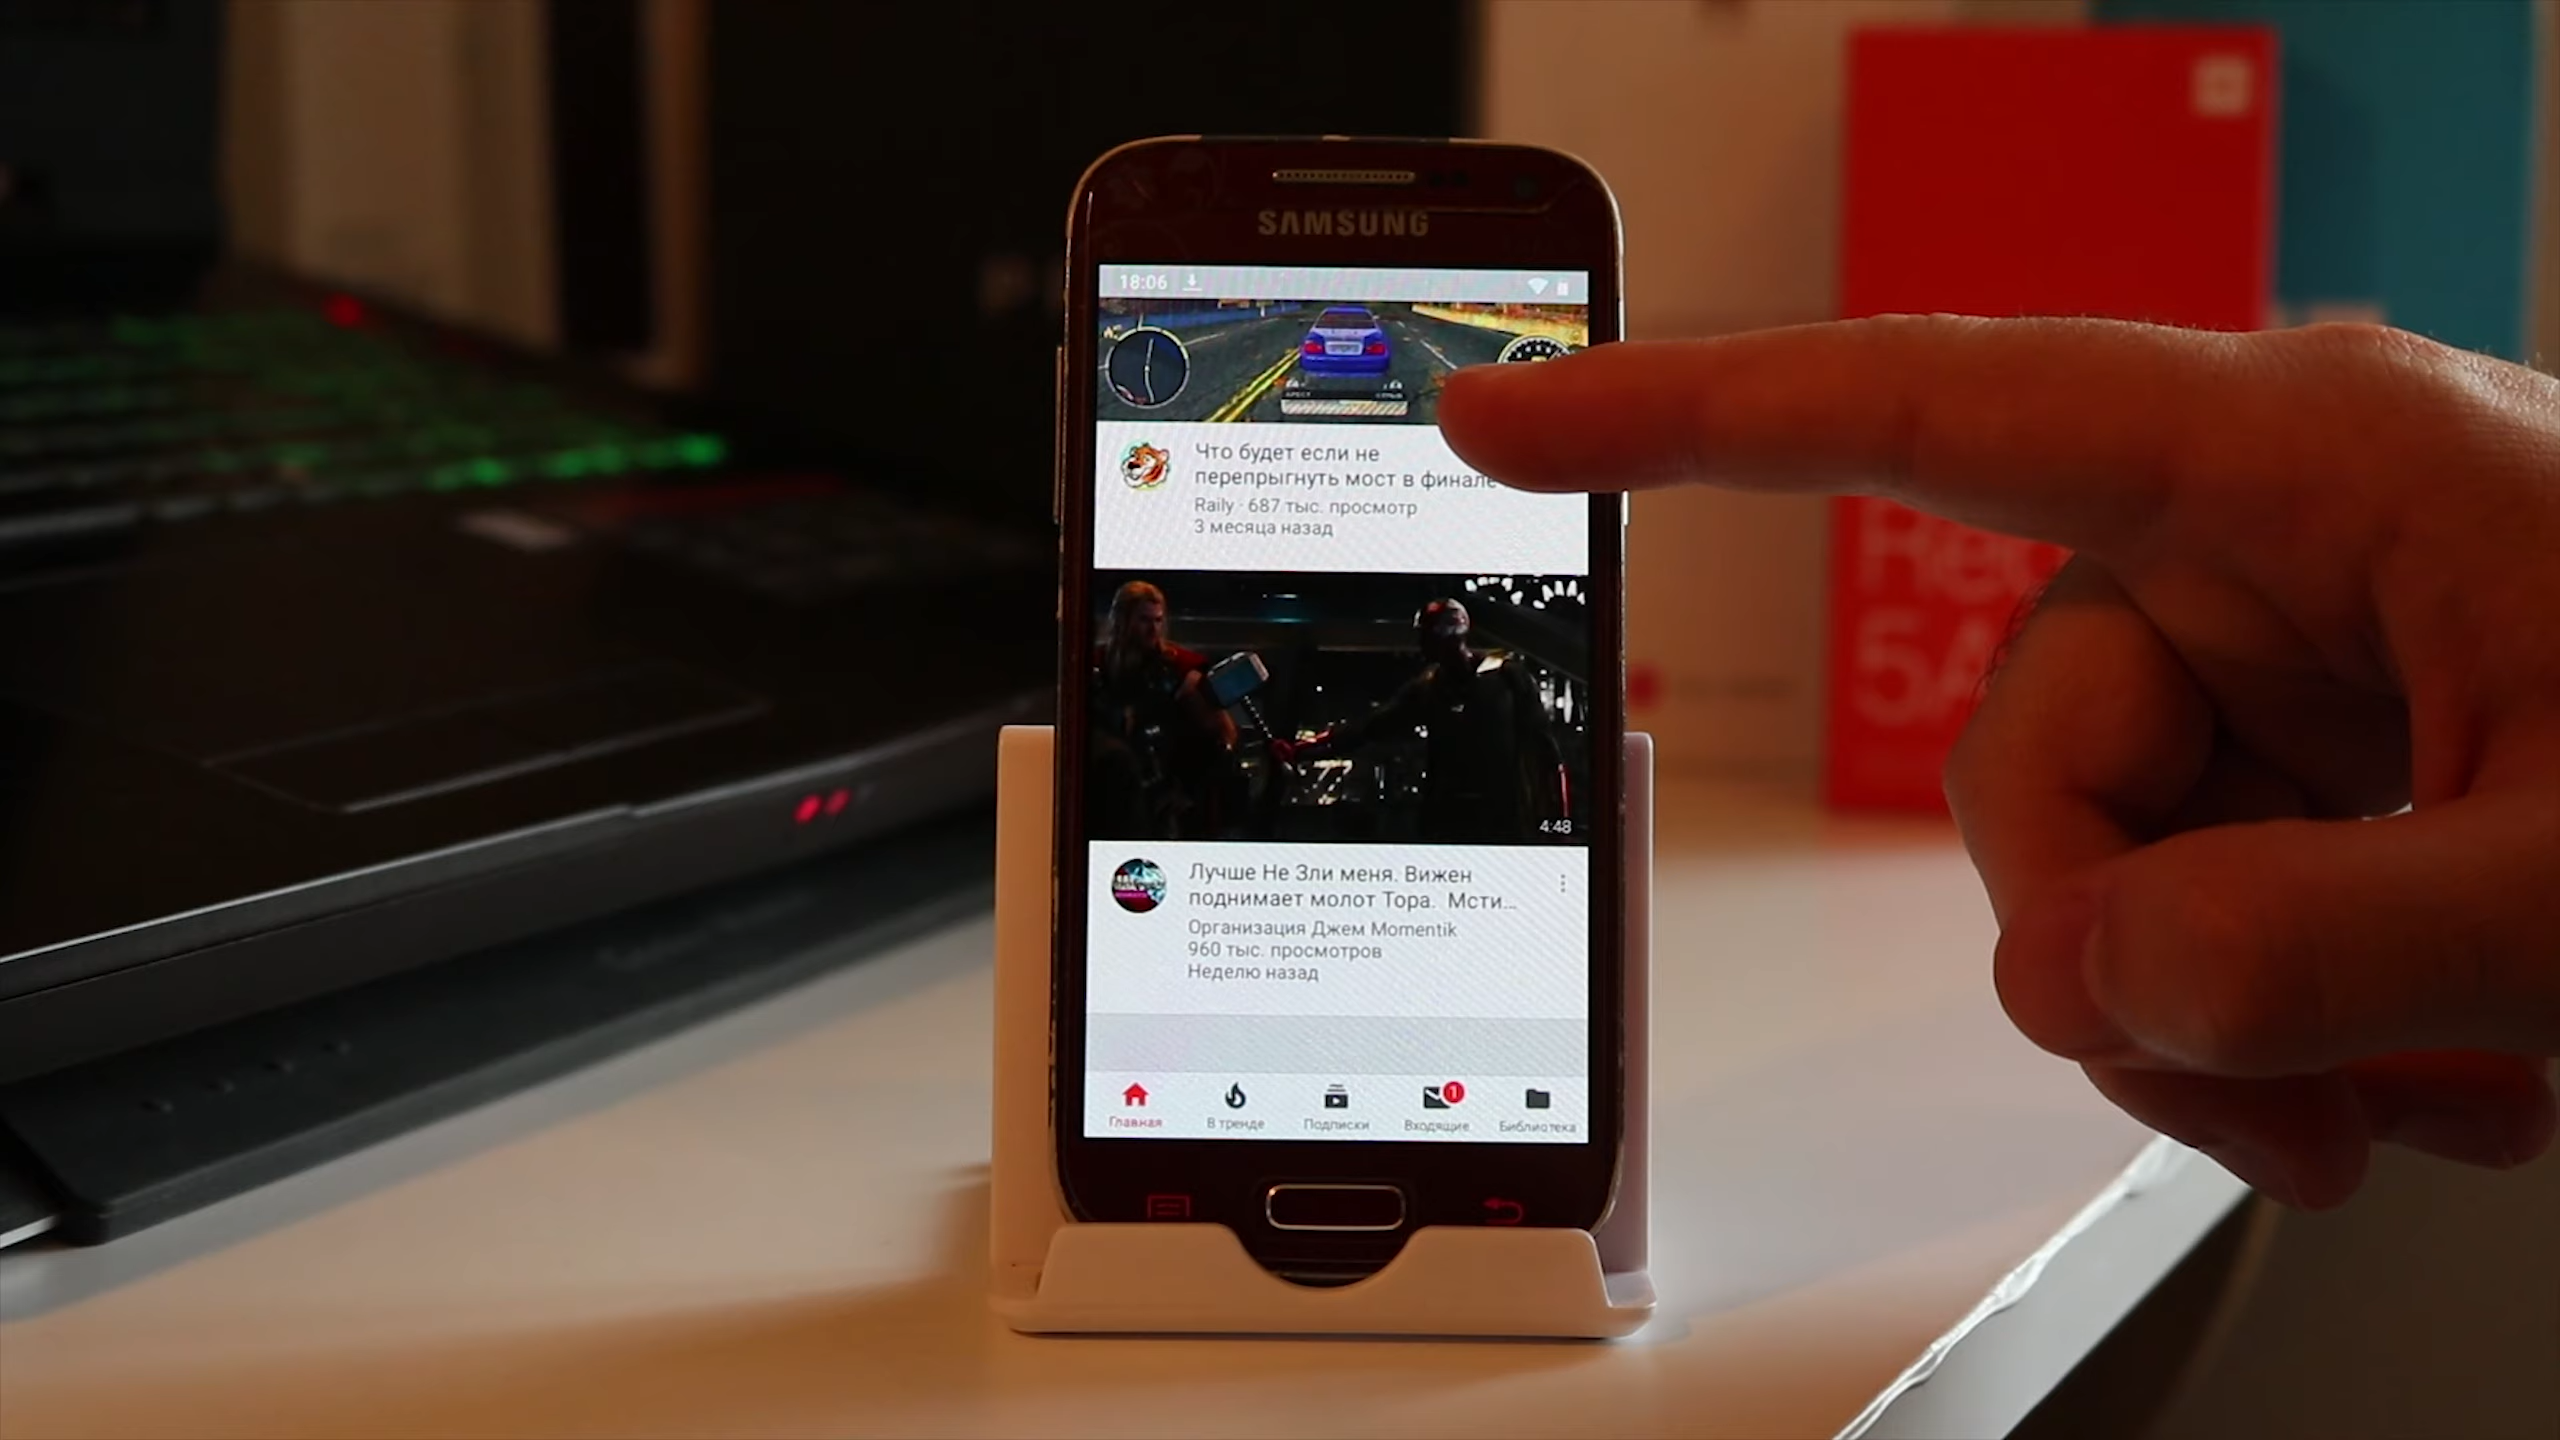 SAMSUNG
18:06
Что будет если не
перепрыгнуть мост в финале
Raily · 687 тыс. просмотр
3 месяца назад
4:48
Лучше Не Зли меня. Вижен
поднимает молот Тора. Мсти...
Организация Джем Momentik
960 тыс. просмотров
Неделю назад
1
Главная
В тренде
Подписки
Входящие
Библиотека
5A